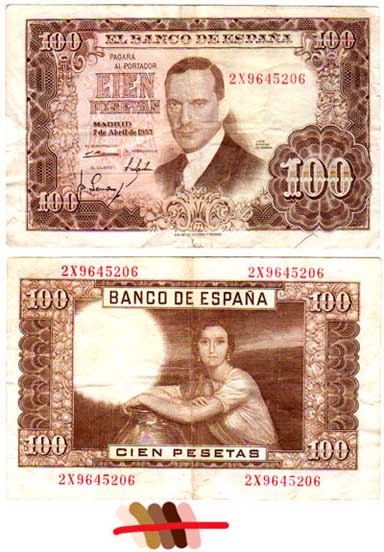 100 EL BANCO DE ESPAÑA 100
PAGARÁ
AL PORTADOR
CIEN
PESETAS
2X9645206
MADRID
7 de Abril de 1953
100
100
2X9645206 2X9645206
100 BANCO DE ESPAÑA 100
100 CIEN PESETAS 100
2X9645206 2X9645206